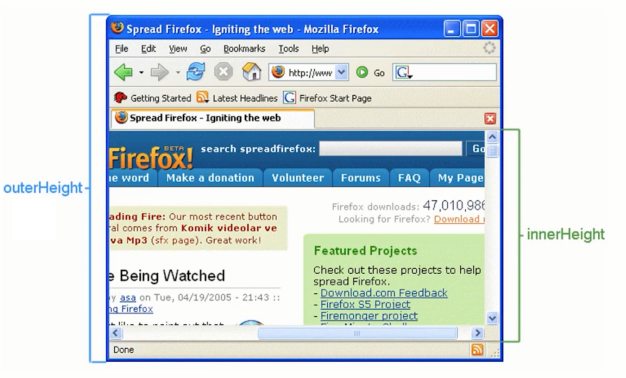 Spread Firefox - Igniting the web - Mozilla Firefox
File Edit View Go Bookmarks Tools Help
http://www Go G
Getting Started Latest Headlines G Firefox Start Page
Spread Firefox - Igniting the web
Firefox! BETA search spreadfirefox: Go
he word Make a donation Volunteer Forums FAQ My Page
outerHeight
innerHeight
ading Fire: Our most recent button
ral comes from Komik videolar ve
va Mp3 (sfx page). Great work!
Firefox downloads: 47,010,986
Looking for Firefox? Download
Featured Projects
Check out these projects to help
spread Firefox.
- Download.com Feedback
- Firefox S5 Project
- Firemonger project
e Being Watched
by asa on Tue, 04/19/2005 - 21:43 ::
ng Firefox
Done